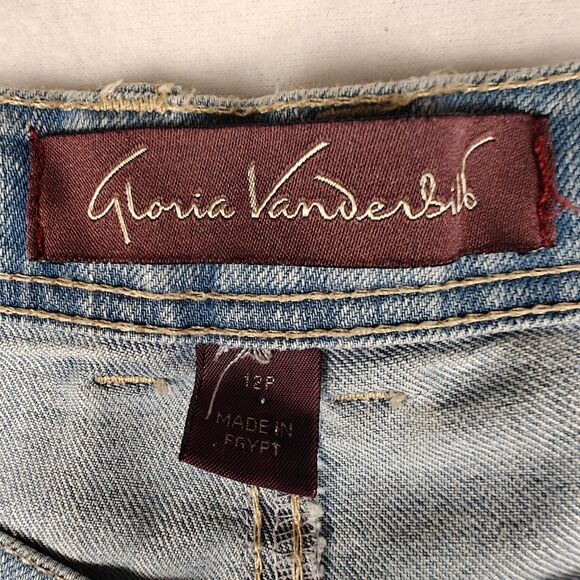 Gloria Vanderbilt
12P
MADE IN
EGYPT